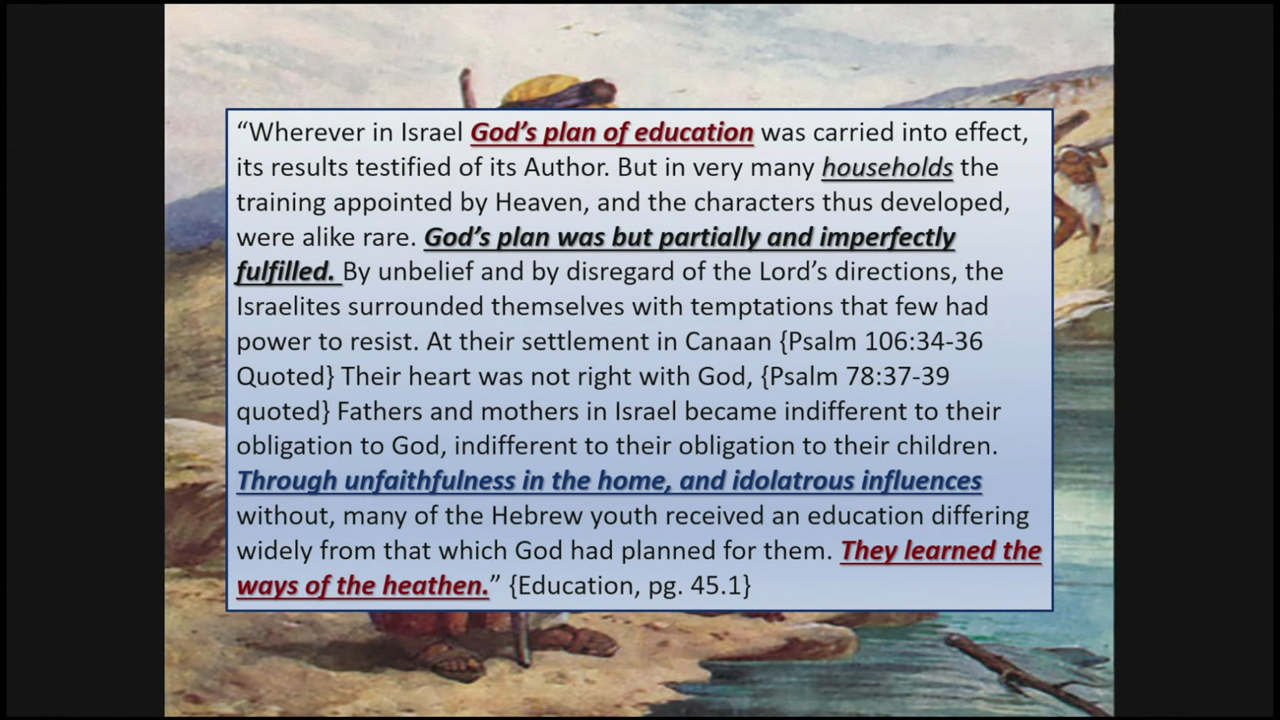 “Wherever in Israel God’s plan of education was carried into effect,
its results testified of its Author. But in very many households the
training appointed by Heaven, and the characters thus developed,
were alike rare. God’s plan was but partially and imperfectly
fulfilled. By unbelief and by disregard of the Lord’s directions, the
Israelites surrounded themselves with temptations that few had
power to resist. At their settlement in Canaan {Psalm 106:34-36
Quoted} Their heart was not right with God, {Psalm 78:37-39
quoted} Fathers and mothers in Israel became indifferent to their
obligation to God, indifferent to their obligation to their children.
Through unfaithfulness in the home, and idolatrous influences
without, many of the Hebrew youth received an education differing
widely from that which God had planned for them. They learned the
ways of the heathen.” {Education, pg. 45.1}